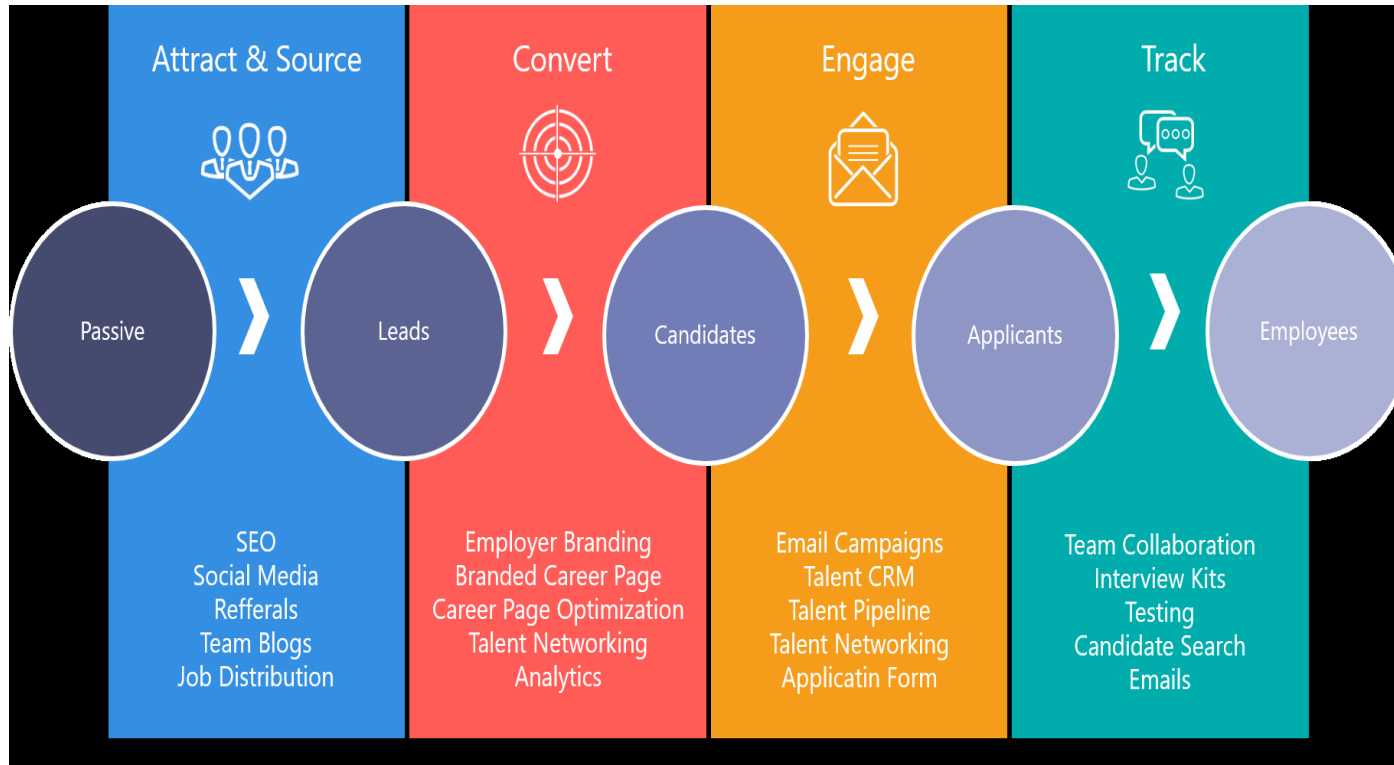 Attract & Source
Convert
Engage
Track
Passive
Leads
Candidates
Applicants
Employees
SEO
Social Media
Refferals
Team Blogs
Job Distribution
Employer Branding
Branded Career Page
Career Page Optimization
Talent Networking
Analytics
Email Campaigns
Talent CRM
Talent Pipeline
Talent Networking
Applicatin Form
Team Collaboration
Interview Kits
Testing
Candidate Search
Emails